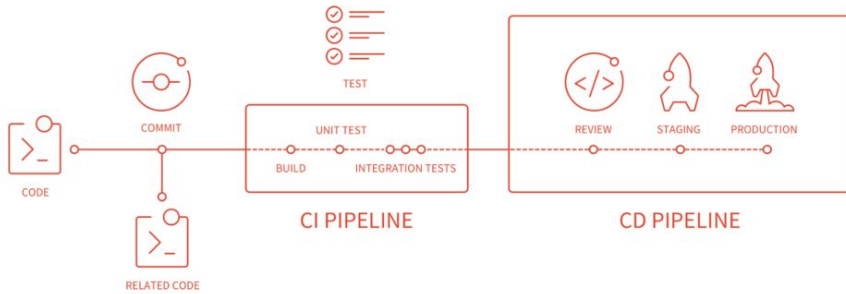 TEST
COMMIT
REVIEW
STAGING
PRODUCTION
UNIT TEST
BUILD
INTEGRATION TESTS
CODE
CI PIPELINE
CD PIPELINE
RELATED CODE